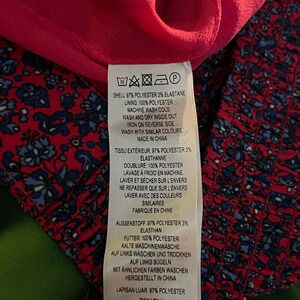 SHELL: 97% POLYESTER 3% ELASTANE
LINING: 100% POLYESTER
MACHINE WASH COLD
WASH AND DRY INSIDE OUT
IRON ON REVERSE SIDE
WASH WITH SIMILAR COLOURS
MADE IN CHINA
TISSU EXTÉRIEUR: 97% POLYESTER 3%
ÉLASTHANNE
DOUBLURE: 100% POLYESTER
LAVAGE À FROID EN MACHINE
LAVER ET SÉCHER SUR L'ENVERS
NE REPASSER QUE SUR L'ENVERS
LAVER AVEC DES COULEURS
SIMILAIRES
FABRIQUÉ EN CHINE
AUSSENSTOFF: 97% POLYESTER 3%
ELASTHAN
FUTTER: 100% POLYESTER
KALTE MASCHINENWÄSCHE
AUF LINKS WASCHEN UND TROCKNEN
AUF LINKS BÜGELN
MIT ÄHNLICHEN FARBEN WASCHEN
HERGESTELLT IN CHINA
LAPISAN LUAR: 97% POLYESTER 3%